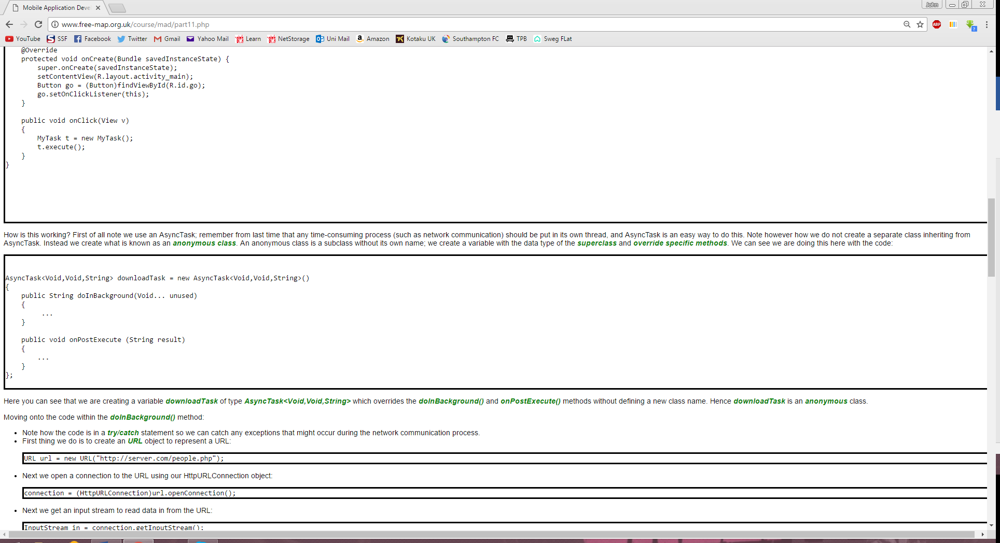 Mobile Application Deve
John
www.free-map.org.uk/course/mad/part11.php
ABP
YouTube SSF Facebook Twitter Gmail Yahoo Mail Learn NetStorage Uni Mail Amazon Kotaku UK Southampton FC TPB Sweg FLat
@Override
protected void onCreate(Bundle savedInstanceState) {
super.onCreate(savedInstanceState);
setContentView(R.layout.activity_main);
Button go = (Button)findViewById(R.id.go);
go.setOnClickListener(this);
}
public void onClick(View v)
{
MyTask t = new MyTask();
t.execute();
}
}
How is this working? First of all note we use an AsyncTask; remember from last time that any time-consuming process (such as network communication) should be put in its own thread, and AsyncTask is an easy way to do this. Note however how we do not create a separate class inheriting from
AsyncTask. Instead we create what is known as an anonymous class. An anonymous class is a subclass without its own name; we create a variable with the data type of the superclass and override specific methods. We can see we are doing this here with the code:
AsyncTask<Void,Void,String> downloadTask = new AsyncTask<Void,Void,String>()
{
public String doInBackground(Void... unused)
{
...
}
public void onPostExecute (String result)
{
...
}
};
Here you can see that we are creating a variable downloadTask of type AsyncTask<Void,Void,String> which overrides the doInBackground() and onPostExecute() methods without defining a new class name. Hence downloadTask is an anonymous class.
Moving onto the code within the doInBackground() method:
• Note how the code is in a try/catch statement so we can catch any exceptions that might occur during the network communication process.
• First thing we do is to create an URL object to represent a URL:
URL url = new URL("http://server.com/people.php");
• Next we open a connection to the URL using our HttpURLConnection object:
connection = (HttpURLConnection)url.openConnection();
• Next we get an input stream to read data in from the URL:
InputStream in = connection.getInputStream();